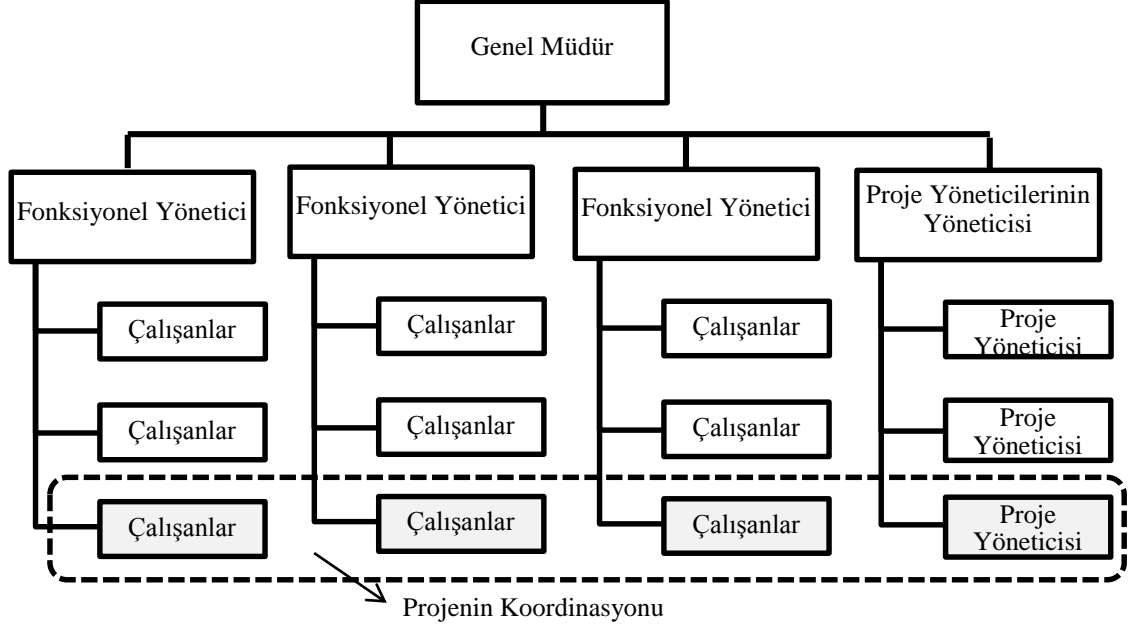 Genel Müdür
Fonksiyonel Yönetici
Fonksiyonel Yönetici
Fonksiyonel Yönetici
Proje Yöneticilerinin
Yöneticisi
Çalışanlar
Çalışanlar
Çalışanlar
Proje
Yöneticisi
Çalışanlar
Çalışanlar
Çalışanlar
Proje
Yöneticisi
Çalışanlar
Çalışanlar
Çalışanlar
Proje
Yöneticisi
Projenin Koordinasyonu